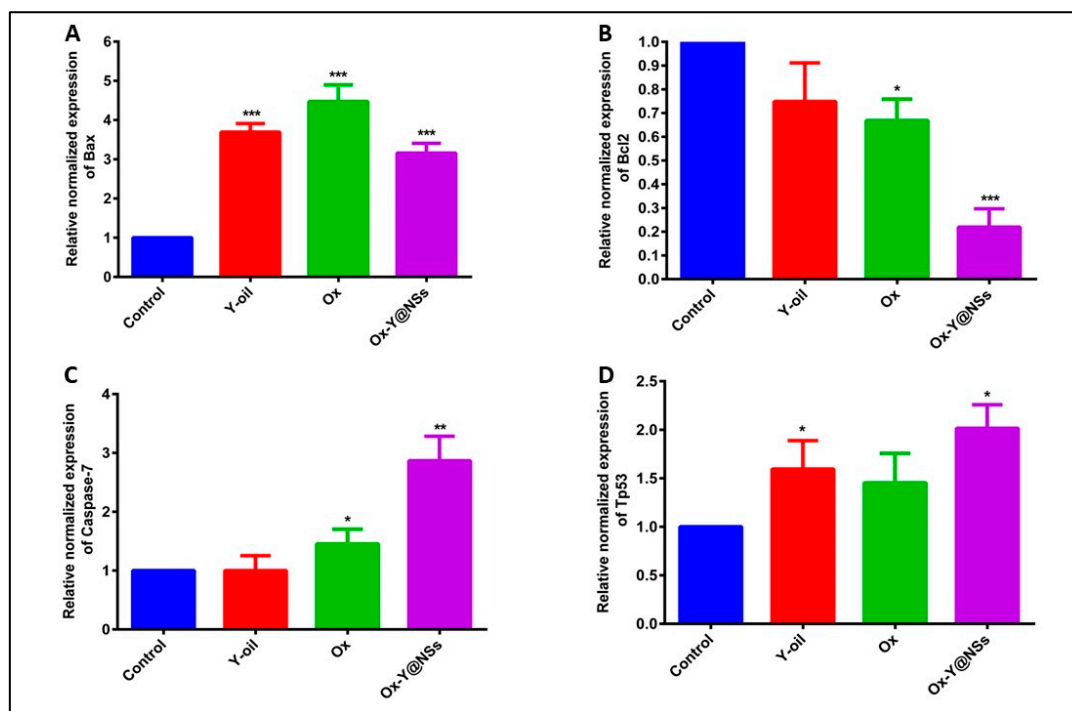 A
Relative normalized expression
of Bax
6
5
4
3
2
1
0
***
***
***
Control
Y-oil
Ox
Ox-Y@NSs
B
Relative normalized expression
of Bcl2
1.0
0.9
0.8
0.7
0.6
0.5
0.4
0.3
0.2
0.1
0.0
*
***
Control
Y-oil
Ox
Ox-Y@NSs
C
Relative normalized expression
of Caspase-7
4
3
2
1
0
*
**
Control
Y-oil
Ox
Ox-Y@NSs
D
Relative normalized expression
of Tp53
2.5
2.0
1.5
1.0
0.5
0.0
*
*
Control
Y-oil
Ox
Ox-Y@NSs